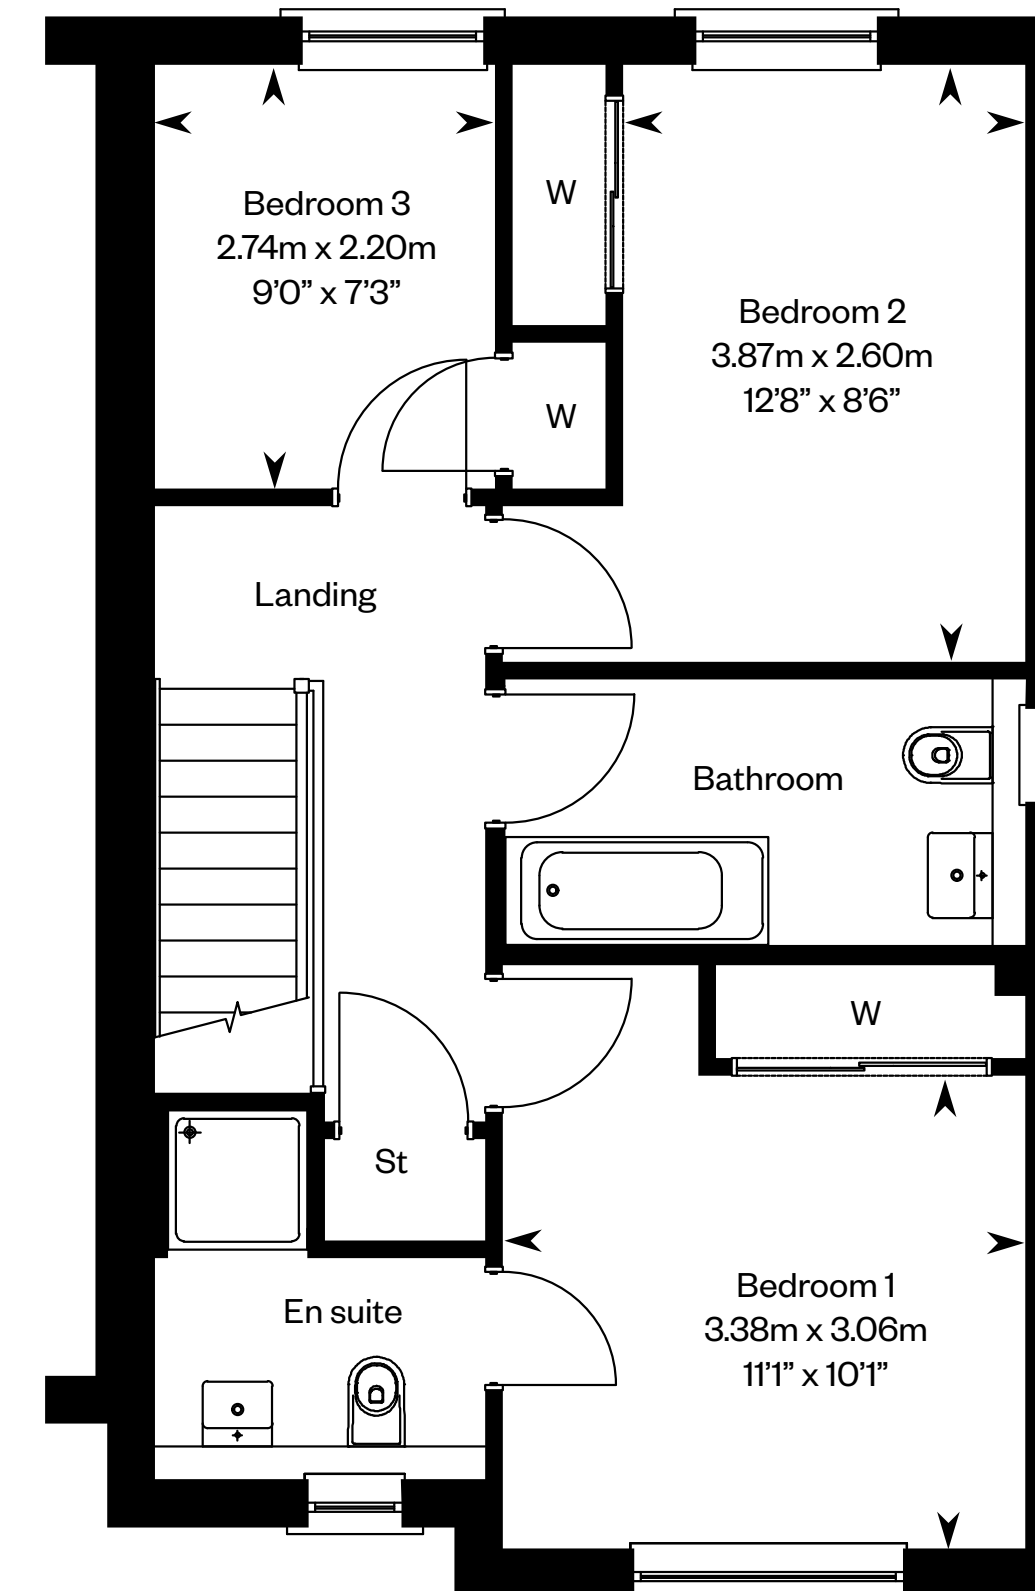 Bedroom 3
2.74m x 2.20m
9’0” x 7’3”
W
W
Bedroom 2
3.87m x 2.60m
12’8” x 8’6”
Landing
Bathroom
W
St
En suite
Bedroom 1
3.38m x 3.06m
11’1” x 10’1”